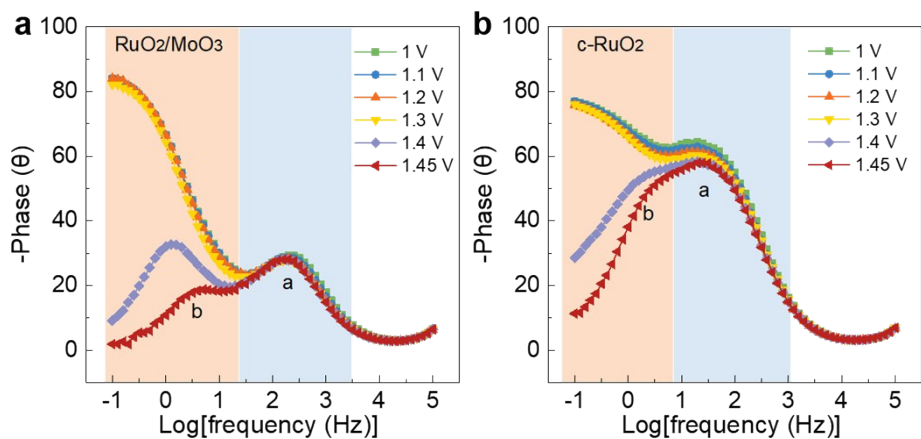 a
RuO₂/MoO₃
1 V
1.1 V
1.2 V
1.3 V
1.4 V
1.45 V
a
b
-Phase (θ)
100
80
60
40
20
0
-1 0 1 2 3 4 5
Log[frequency (Hz)]
b
c-RuO₂
1 V
1.1 V
1.2 V
1.3 V
1.4 V
1.45 V
a
b
-Phase (θ)
100
80
60
40
20
0
-1 0 1 2 3 4 5
Log[frequency (Hz)]